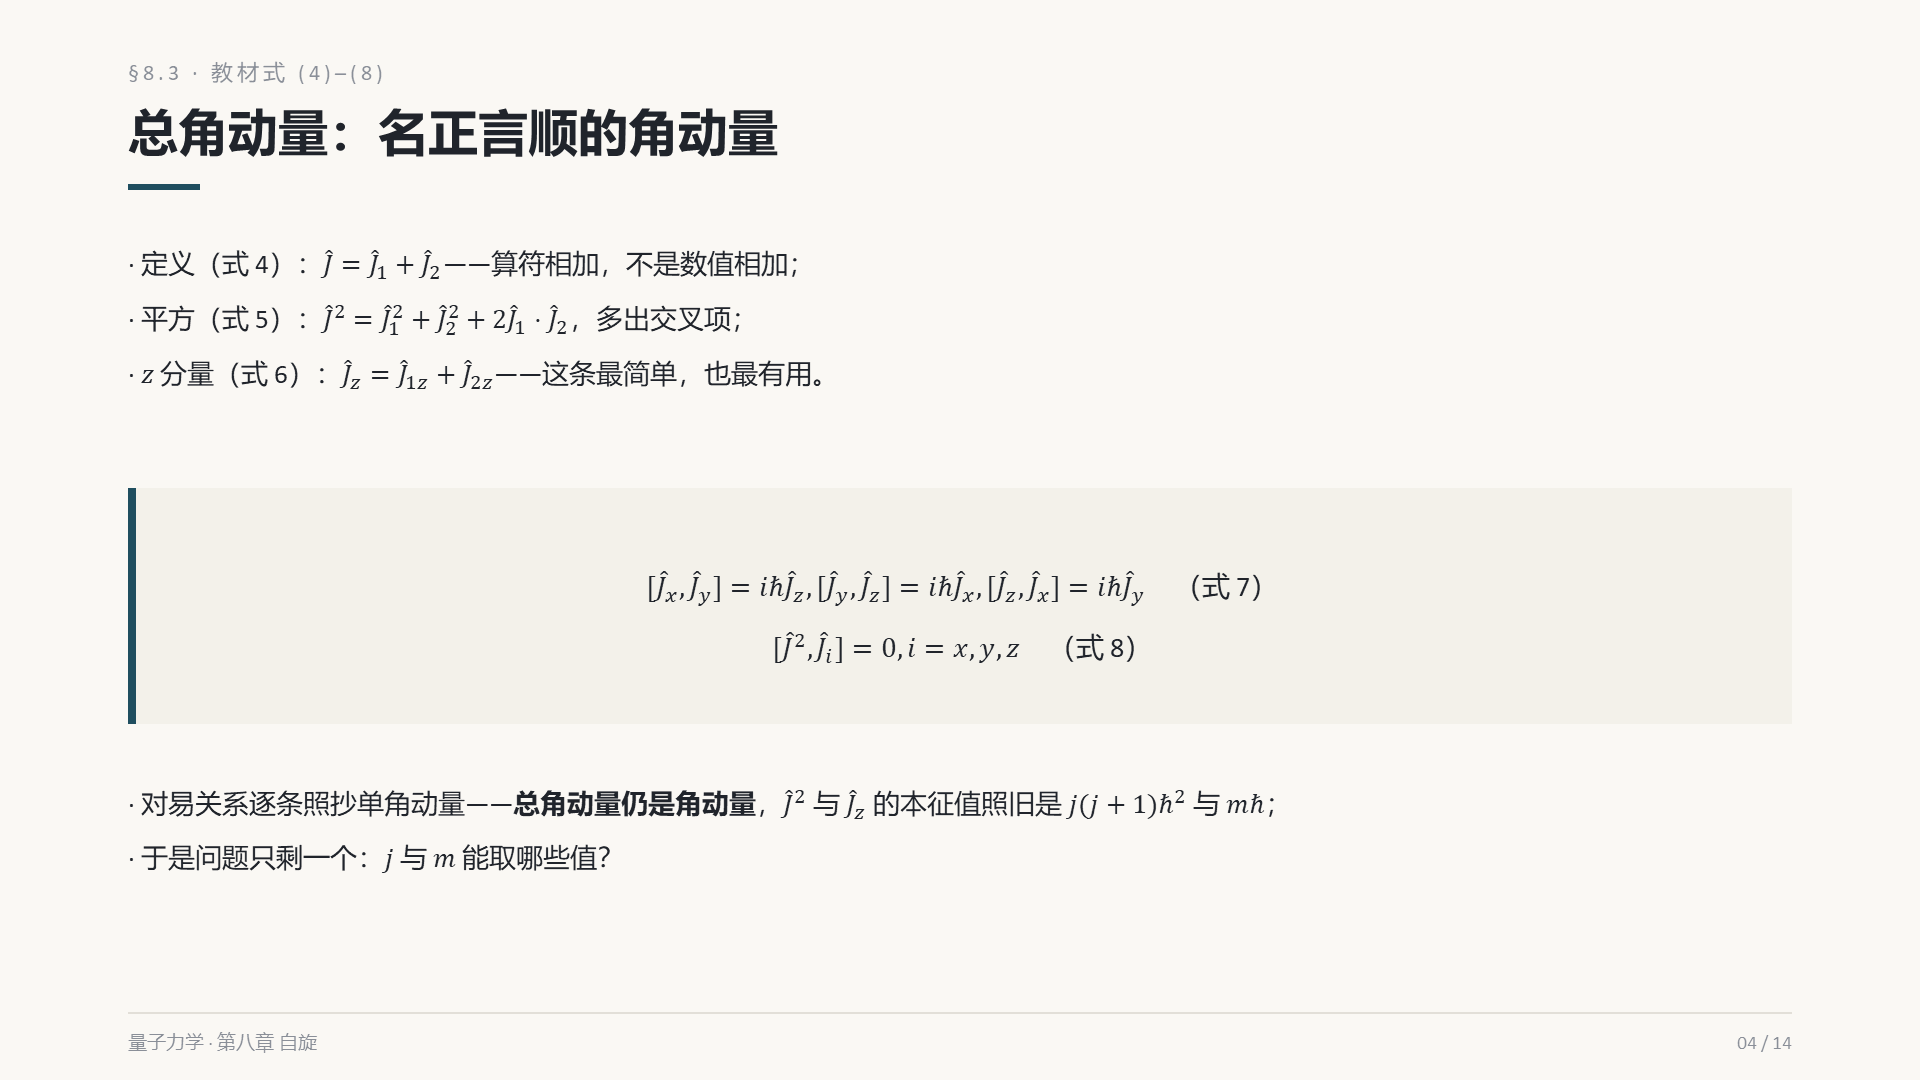 §8.3 · 教材式 (4)–(8)
总角动量：名正言顺的角动量
· 定义（式 4）：Ĵ = Ĵ₁ + Ĵ₂——算符相加，不是数值相加；
· 平方（式 5）：Ĵ² = Ĵ₁² + Ĵ₂² + 2Ĵ₁ · Ĵ₂，多出交叉项；
· z 分量（式 6）：Ĵ_z = Ĵ_{1z} + Ĵ_{2z}——这条最简单，也最有用。
[Ĵ_x, Ĵ_y] = iħĴ_z, [Ĵ_y, Ĵ_z] = iħĴ_x, [Ĵ_z, Ĵ_x] = iħĴ_y （式 7）
[Ĵ², Ĵ_i] = 0, i = x, y, z （式 8）
· 对易关系逐条照抄单角动量——总角动量仍是角动量，Ĵ² 与 Ĵ_z 的本征值照旧是 j(j + 1)ħ² 与 mħ；
· 于是问题只剩一个：j 与 m 能取哪些值？
量子力学 · 第八章 自旋
04 / 14